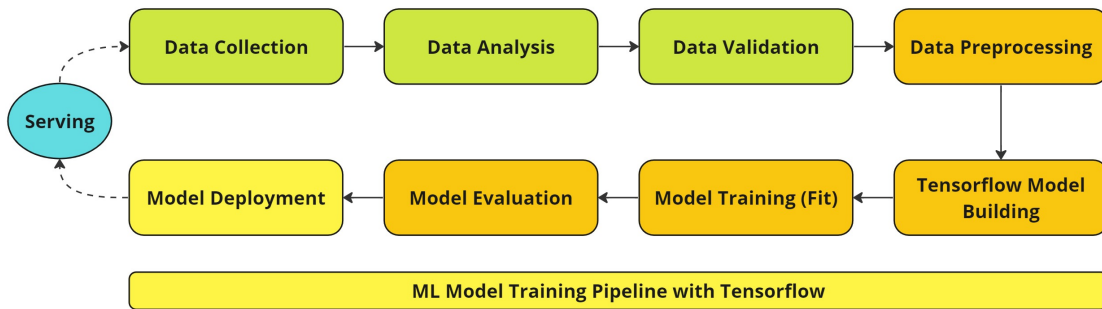 Data Collection
Data Analysis
Data Validation
Data Preprocessing
Serving
Model Deployment
Model Evaluation
Model Training (Fit)
Tensorflow Model
Building
ML Model Training Pipeline with Tensorflow